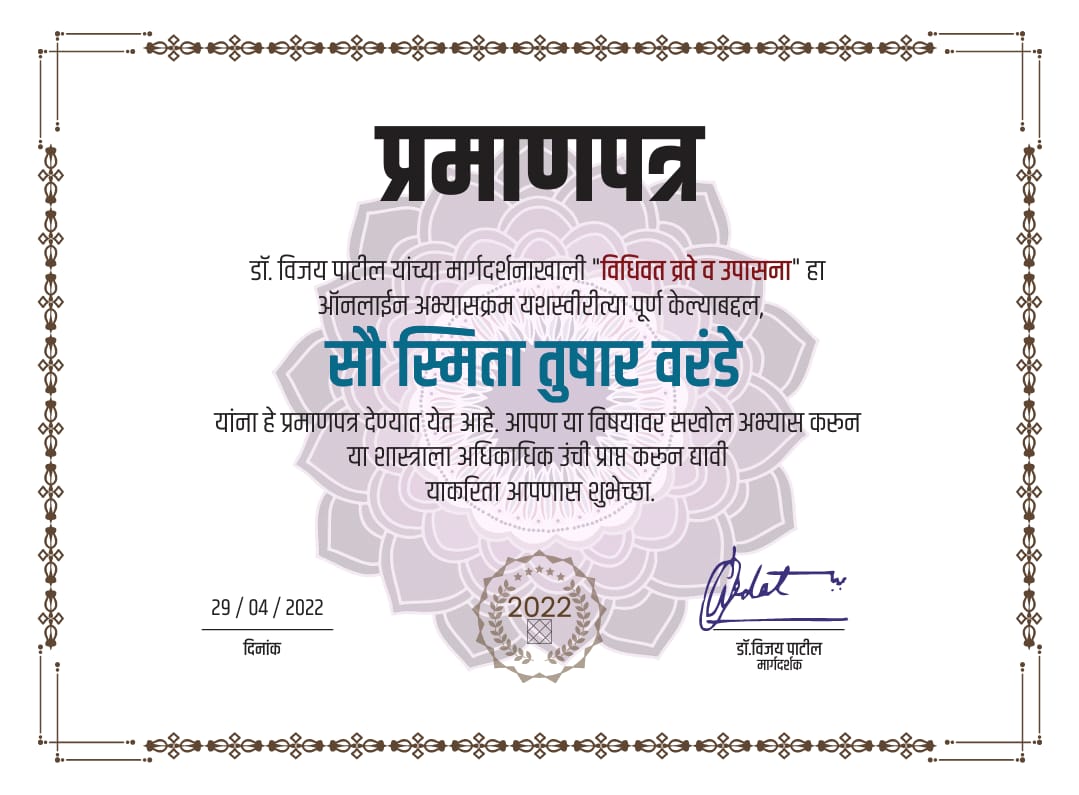 प्रमाणपत्र
डॉ. विजय पाटील यांच्या मार्गदर्शनाखाली "विधिवत व्रते व उपासना" हा
ऑनलाईन अभ्यासक्रम यशस्वीरीत्या पूर्ण केल्याबद्दल,
सौ स्मिता तुषार वरंडे
यांना हे प्रमाणपत्र देण्यात येत आहे. आपण या विषयावर सखोल अभ्यास करून
या शास्त्राला अधिकाधिक उंची प्राप्त करून द्यावी
याकरिता आपणास शुभेच्छा.
29 / 04 / 2022
दिनांक
2022
डॉ.विजय पाटील
मार्गदर्शक